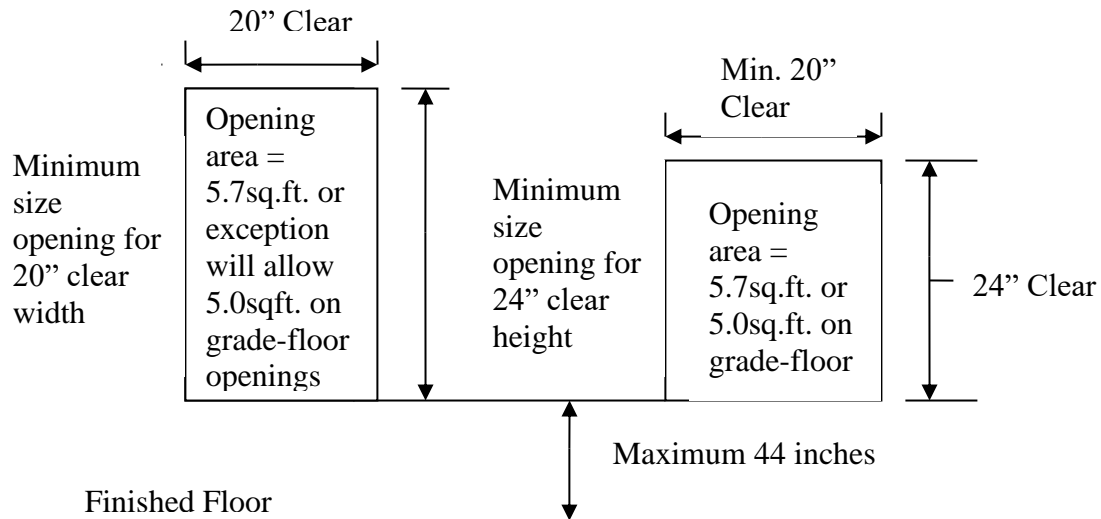 20” Clear
Minimum
size
opening for
20” clear
width
Opening
area =
5.7sq.ft. or
exception
will allow
5.0sqft. on
grade-floor
openings
Minimum
size
opening for
24” clear
height
Min. 20”
Clear
Opening
area =
5.7sq.ft. or
5.0sq.ft. on
grade-floor
24” Clear
Maximum 44 inches
Finished Floor